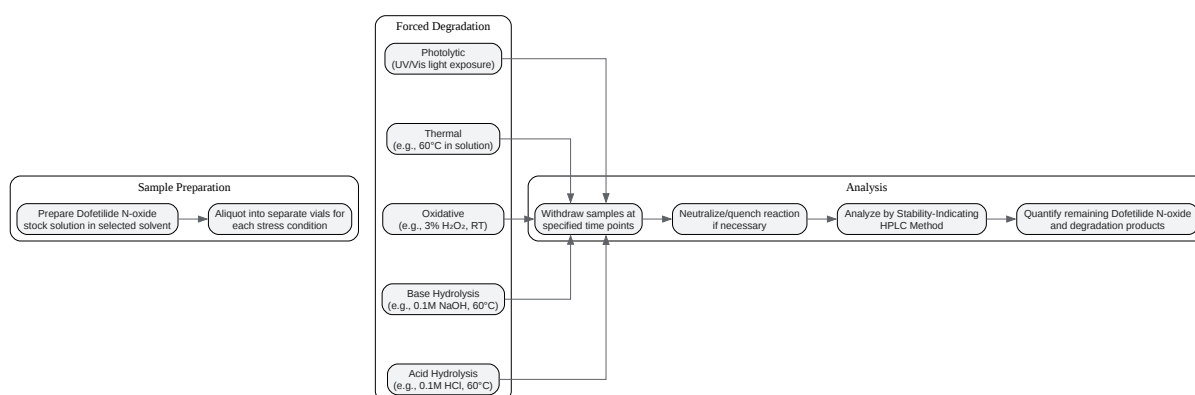 Sample Preparation
Prepare Dofetilide N-oxide
stock solution in selected solvent
Aliquot into separate vials for
each stress condition
Forced Degradation
Photolytic
(UV/Vis light exposure)
Thermal
(e.g., 60°C in solution)
Oxidative
(e.g., 3% H₂O₂, RT)
Base Hydrolysis
(e.g., 0.1M NaOH, 60°C)
Acid Hydrolysis
(e.g., 0.1M HCl, 60°C)
Analysis
Withdraw samples at
specified time points
Neutralize/quench reaction
if necessary
Analyze by Stability-Indicating
HPLC Method
Quantify remaining Dofetilide N-oxide
and degradation products